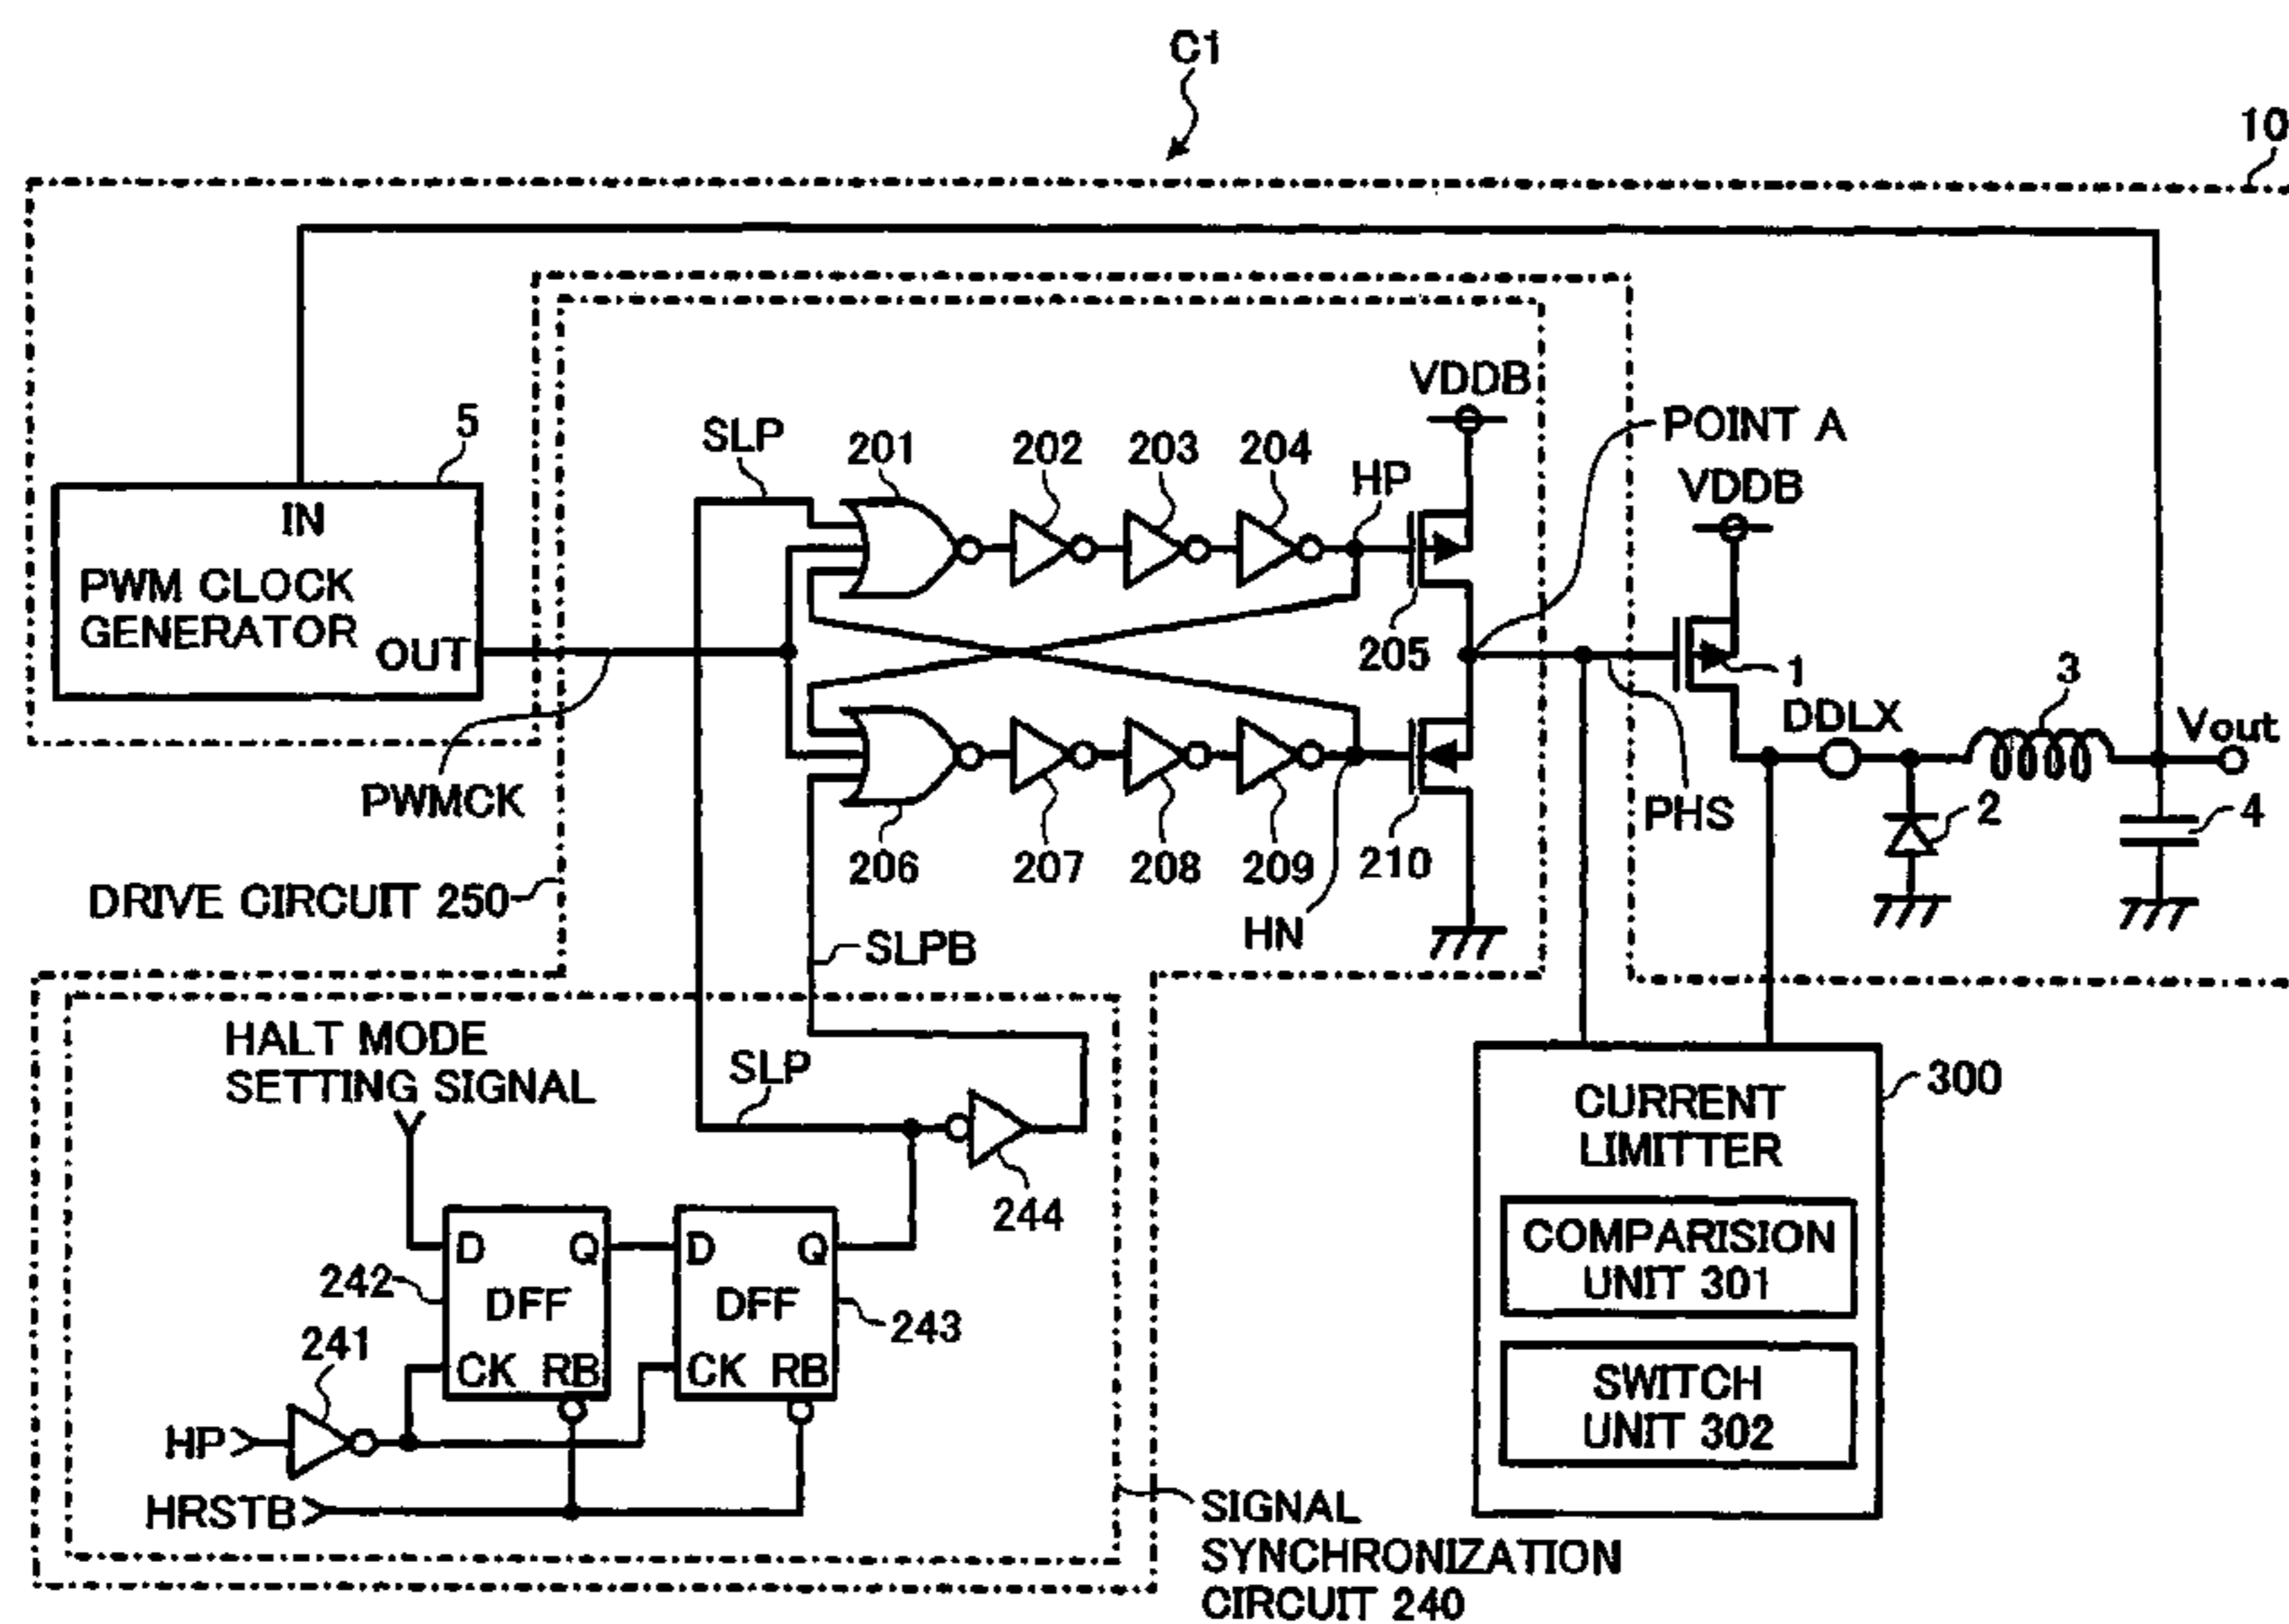 C1
10
5
IN
PWM CLOCK
GENERATOR
OUT
PWMCK
SLP
201
202
203
204
HP
VDDB
205
POINT A
VDDB
1
DDLX
3
Vout
2
4
PHS
206
207
208
209
210
HN
SLPB
DRIVE CIRCUIT 250
HALT MODE
SETTING SIGNAL
SLP
244
D Q
DFF
CK RB
242
D Q
DFF
CK RB
243
241
HP
HRSTB
SIGNAL
SYNCHRONIZATION
CIRCUIT 240
300
CURRENT
LIMITTER
COMPARISION
UNIT 301
SWITCH
UNIT 302